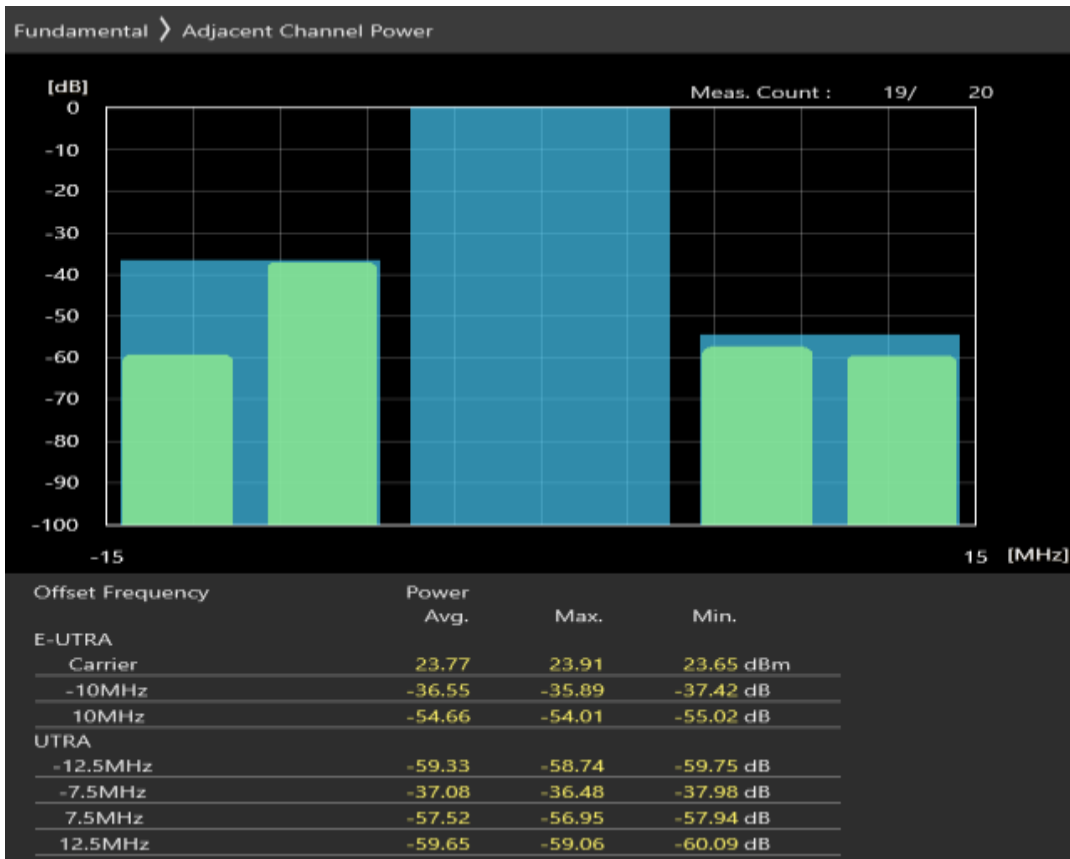 Fundamental ❯ Adjacent Channel Power
[dB]
Meas. Count : 19/ 20
0
-10
-20
-30
-40
-50
-60
-70
-80
-90
-100
-15 15 [MHz]
Offset Frequency Power
Avg. Max. Min.
E-UTRA
Carrier 23.77 23.91 23.65 dBm
-10MHz -36.55 -35.89 -37.42 dB
10MHz -54.66 -54.01 -55.02 dB
UTRA
-12.5MHz -59.33 -58.74 -59.75 dB
-7.5MHz -37.08 -36.48 -37.98 dB
7.5MHz -57.52 -56.95 -57.94 dB
12.5MHz -59.65 -59.06 -60.09 dB